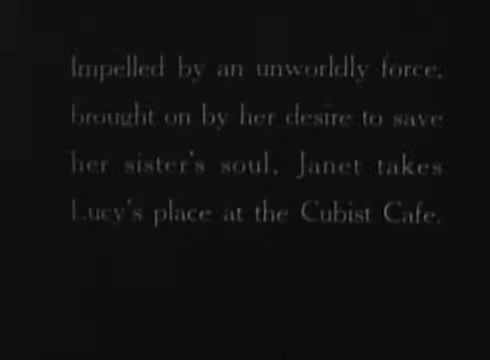 Impelled by an unworldly force,
brought on by her desire to save
her sister's soul, Janet takes
Lucy's place at the Cubist Cafe.